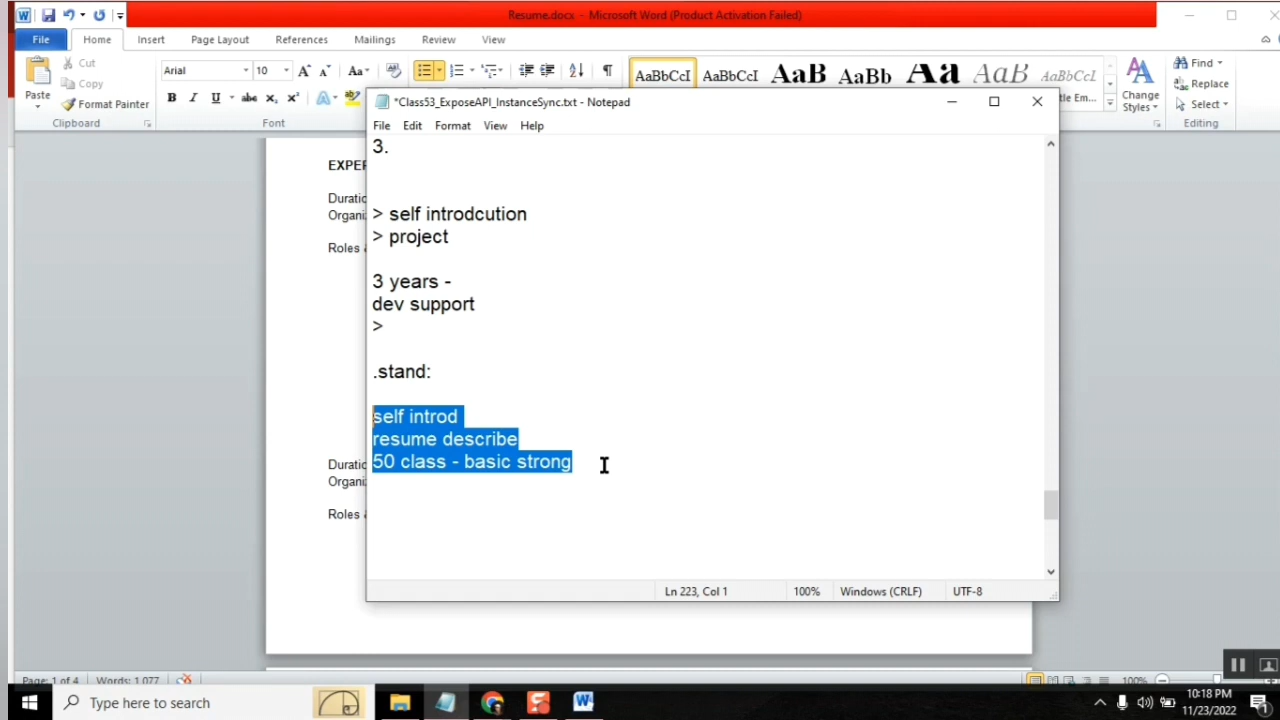 Resume.docx - Microsoft Word (Product Activation Failed)
File Home Insert Page Layout References Mailings Review View
Cut
Copy
Paste
Format Painter
Clipboard
Arial 10
Font
AaBbCcI AaBbCcI AaB AaBb Aa AaB AaBbCcI
tle Em...
Change
Styles
Find
Replace
Select
Editing
*Class53_ExposeAPI_InstanceSync.txt - Notepad
File Edit Format View Help
3.
> self introdcution
> project
3 years -
dev support
>
.stand:
self introd
resume describe
50 class - basic strong
Ln 223, Col 1 100% Windows (CRLF) UTF-8
EXPER
Duratio
Organi
Roles &
Duratio
Organi
Roles &
Page: 1 of 4 Words: 1,077 100%
Type here to search
10:18 PM
11/23/2022